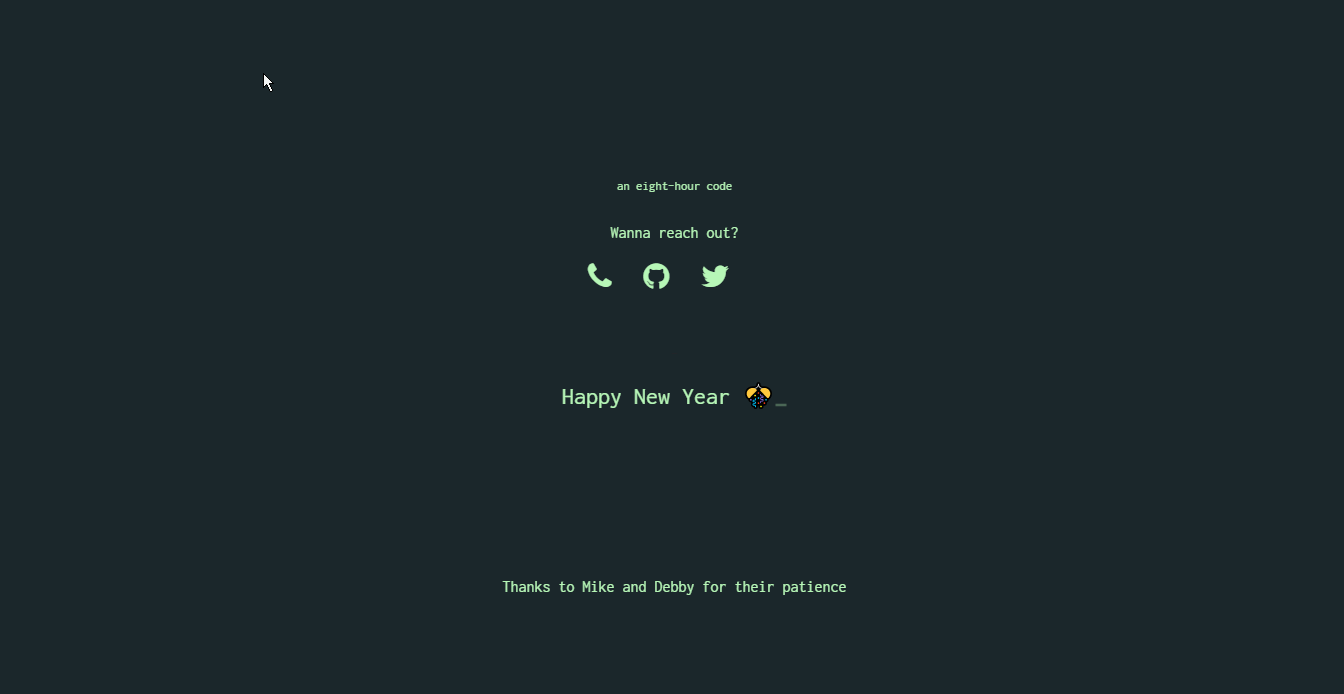 an eight-hour code
Wanna reach out?
Happy New Year _
Thanks to Mike and Debby for their patience